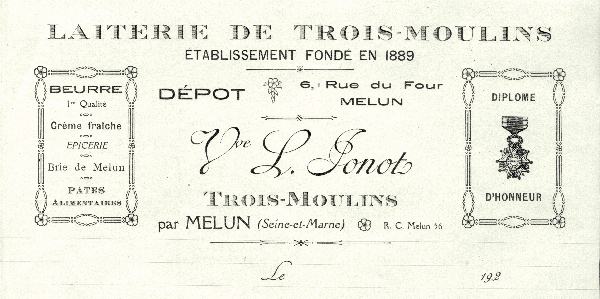 LAITERIE DE TROIS-MOULINS
ÉTABLISSEMENT FONDÉ EN 1889
BEURRE
1re Qualité
Crème fraîche
EPICERIE
Brie de Melun
PATES
ALIMENTAIRES
DÉPOT
6, Rue du Four
MELUN
Vve L. Jonot
TROIS-MOULINS
par MELUN (Seine-et-Marne)
R. C. Melun 56
DIPLOME
D'HONNEUR
Le 192